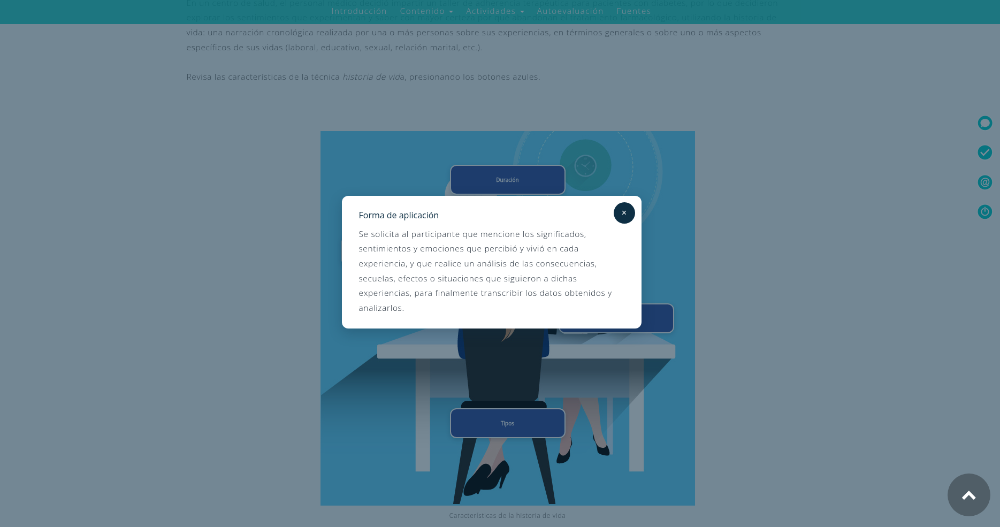 En un centro de salud, el personal médico decidió impartir un taller de adherencia terapéutica para pacientes con diabetes, por lo que decidieron
Introducción Contenido Actividades Autoevaluación Fuentes
explorar los sentimientos que experimentan y saber con mayor certeza por qué abandonan el tratamiento farmacológico, utilizando la historia de
vida: una narración cronológica realizada por una o más personas sobre sus experiencias, en términos generales o sobre uno o más aspectos
específicos de sus vidas (laboral, educativo, sexual, relación marital, etc.).
Revisa las características de la técnica historia de vida, presionando los botones azules.
Duración
Forma de aplicación
×
Se solicita al participante que mencione los significados,
sentimientos y emociones que percibió y vivió en cada
experiencia, y que realice un análisis de las consecuencias,
secuelas, efectos o situaciones que siguieron a dichas
experiencias, para finalmente transcribir los datos obtenidos y
analizarlos.
Tipos
Características de la historia de vida